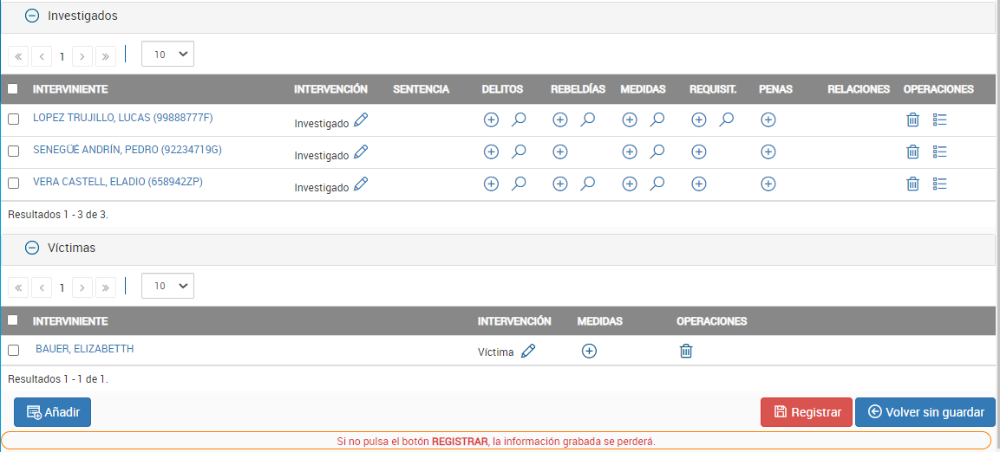 Investigados
« ‹ 1 › » 10
INTERVINIENTE INTERVENCIÓN SENTENCIA DELITOS REBELDÍAS MEDIDAS REQUISIT. PENAS RELACIONES OPERACIONES
LOPEZ TRUJILLO, LUCAS (99888777F) Investigado
SENEGÜÉ ANDRÍN, PEDRO (92234719G) Investigado
VERA CASTELL, ELADIO (658942ZP) Investigado
Resultados 1 - 3 de 3.
Víctimas
« ‹ 1 › » 10
INTERVINIENTE INTERVENCIÓN MEDIDAS OPERACIONES
BAUER, ELIZABETTH Víctima
Resultados 1 - 1 de 1.
Añadir Registrar Volver sin guardar
Si no pulsa el botón REGISTRAR, la información grabada se perderá.